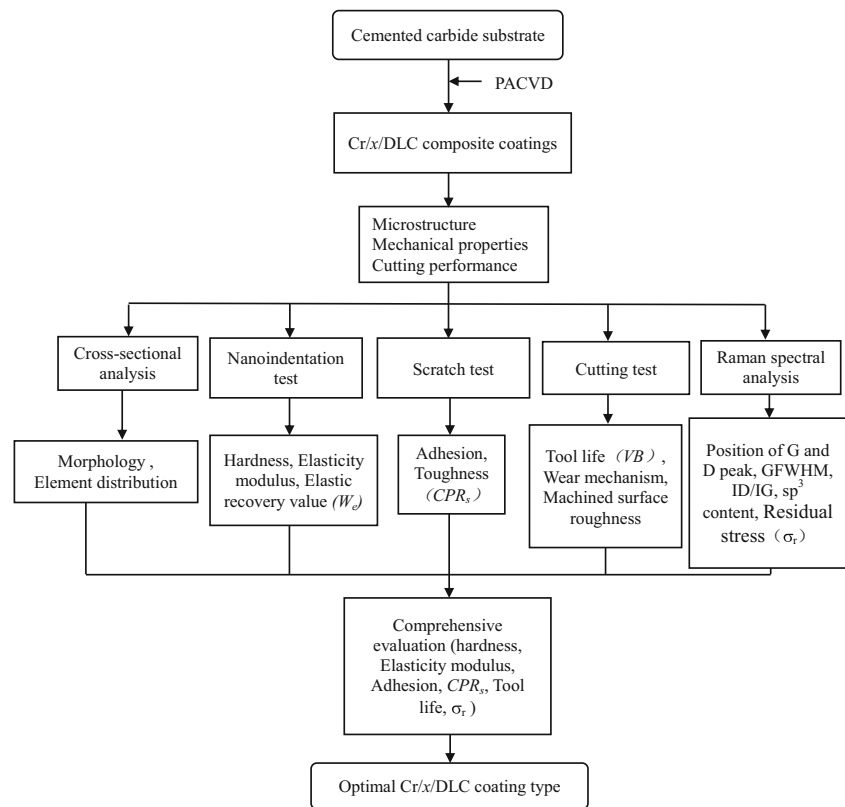 Cemented carbide substrate
PACVD
Cr/x/DLC composite coatings
Microstructure
Mechanical properties
Cutting performance
Cross-sectional
analysis
Nanoindentation
test
Scratch test
Cutting test
Raman spectral
analysis
Morphology ,
Element distribution
Hardness, Elasticity
modulus, Elastic
recovery value (Wₑ)
Adhesion,
Toughness
（CPRₛ）
Tool life（VB）,
Wear mechanism,
Machined surface
roughness
Position of G and
D peak, GFWHM,
ID/IG, sp³
content, Residual
stress（σᵣ）
Comprehensive
evaluation (hardness,
Elasticity modulus,
Adhesion, CPRₛ, Tool
life, σᵣ )
Optimal Cr/x/DLC coating type